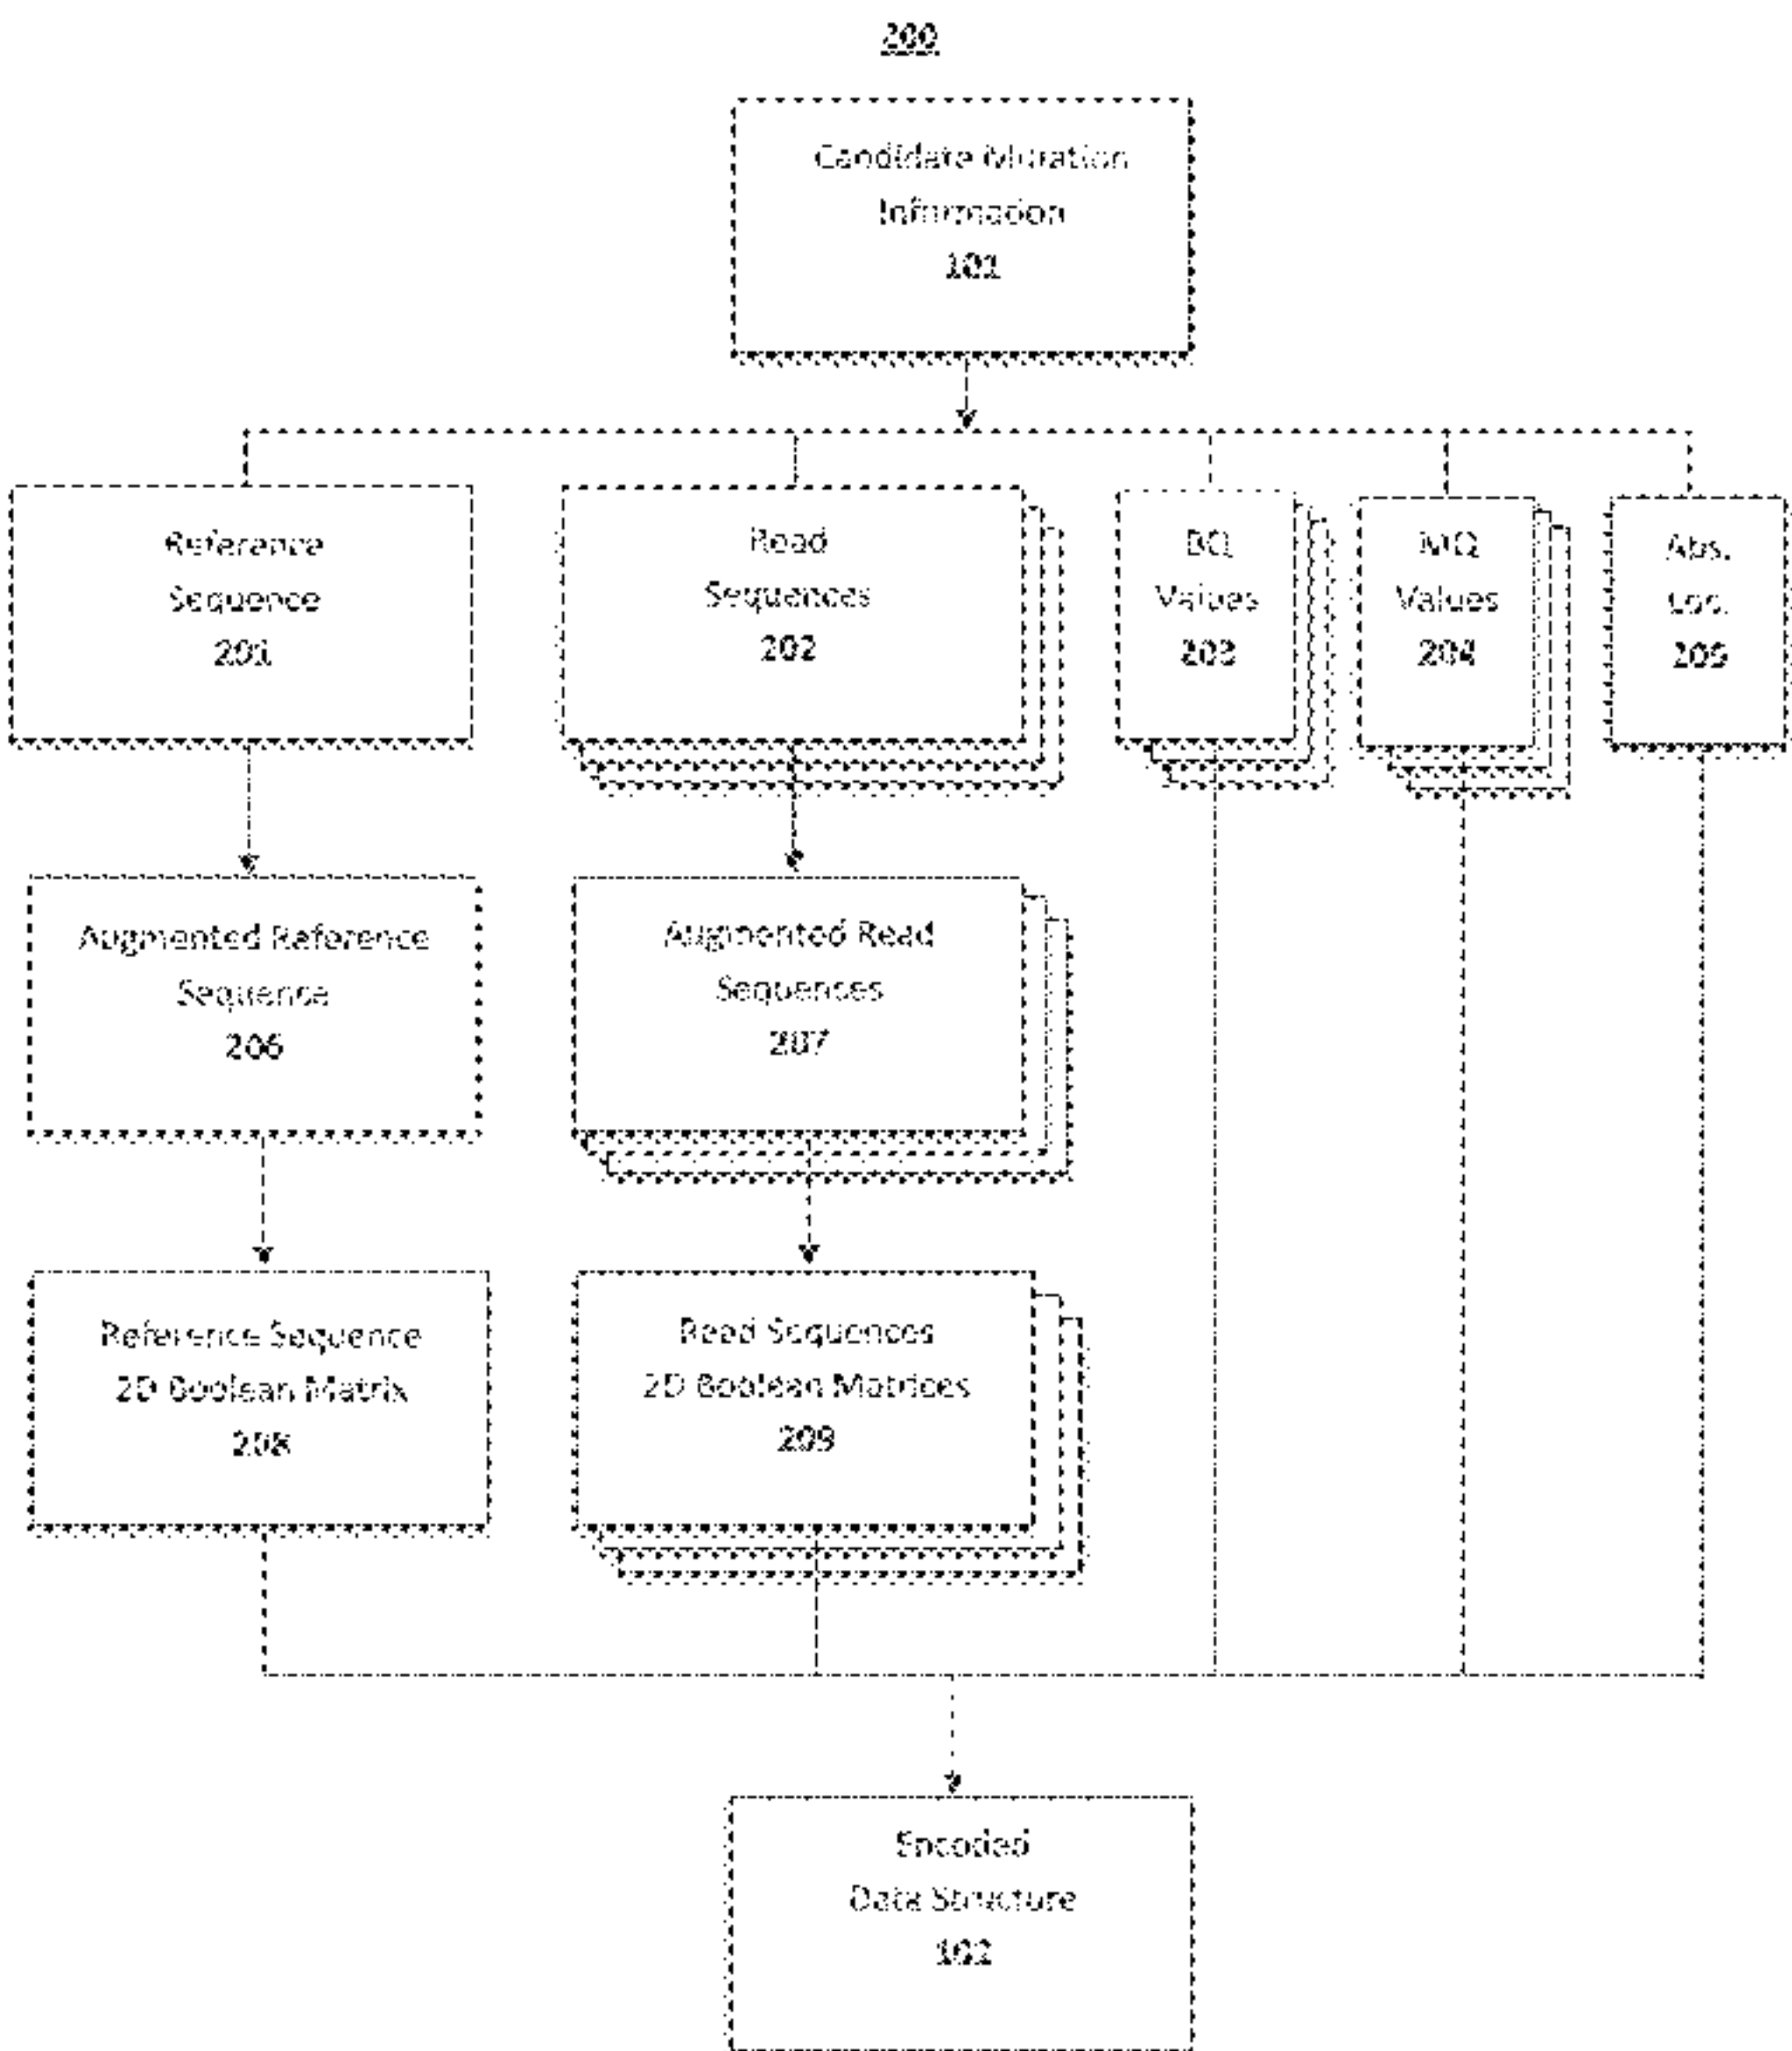 200
Candidate Mutation
Information
101
Reference
Sequence
201
Read
Sequences
202
BQ
Values
203
MQ
Values
204
Abs.
Loc.
205
Augmented Reference
Sequence
206
Augmented Read
Sequences
207
Reference Sequence
2D Boolean Matrix
208
Read Sequences
2D Boolean Matrices
209
Encoded
Data Structure
102